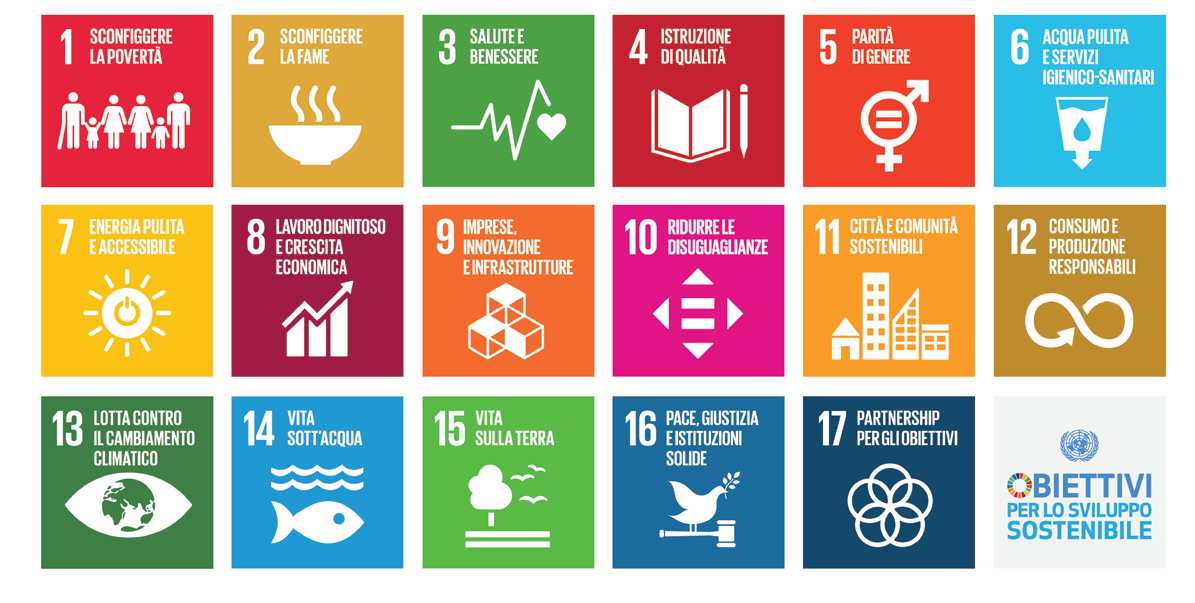 1 SCONFIGGERE
LA POVERTÀ
2 SCONFIGGERE
LA FAME
3 SALUTE E
BENESSERE
4 ISTRUZIONE
DI QUALITÀ
5 PARITÀ
DI GENERE
6 ACQUA PULITA
E SERVIZI
IGIENICO-SANITARI
7 ENERGIA PULITA
E ACCESSIBILE
8 LAVORO DIGNITOSO
E CRESCITA
ECONOMICA
9 IMPRESE,
INNOVAZIONE
E INFRASTRUTTURE
10 RIDURRE LE
DISUGUAGLIANZE
11 CITTÀ E COMUNITÀ
SOSTENIBILI
12 CONSUMO E
PRODUZIONE
RESPONSABILI
13 LOTTA CONTRO
IL CAMBIAMENTO
CLIMATICO
14 VITA
SOTT'ACQUA
15 VITA
SULLA TERRA
16 PACE, GIUSTIZIA
E ISTITUZIONI
SOLIDE
17 PARTNERSHIP
PER GLI OBIETTIVI
OBIETTIVI
PER LO SVILUPPO
SOSTENIBILE